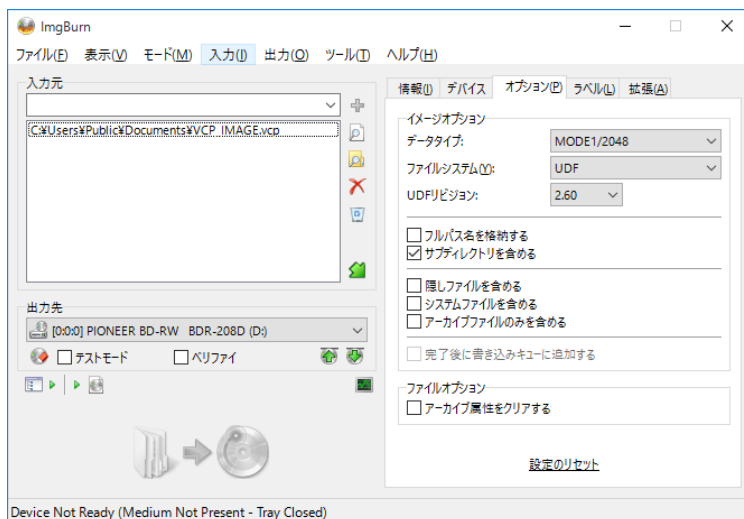 ImgBurn
ファイル(F) 表示(V) モード(M) 入力(I) 出力(O) ツール(T) ヘルプ(H)
入力元
C:¥Users¥Public¥Documents¥VCP_IMAGE.vcp
出力先
[0:0:0] PIONEER BD-RW BDR-208D (D:)
テストモード ベリファイ
情報(I) デバイス オプション(P) ラベル(L) 拡張(A)
イメージオプション
データタイプ: MODE1/2048
ファイルシステム(Y): UDF
UDFリビジョン: 2.60
フルパス名を格納する
サブディレクトリを含める
隠しファイルを含める
システムファイルを含める
アーカイブファイルのみを含める
完了後に書き込みキューに追加する
ファイルオプション
アーカイブ属性をクリアする
設定のリセット
Device Not Ready (Medium Not Present - Tray Closed)